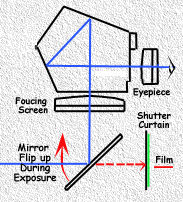 Eyepiece
Foucing
Screen
Shutter
Curtain
Mirror
Flip up
During
Exposure
Film